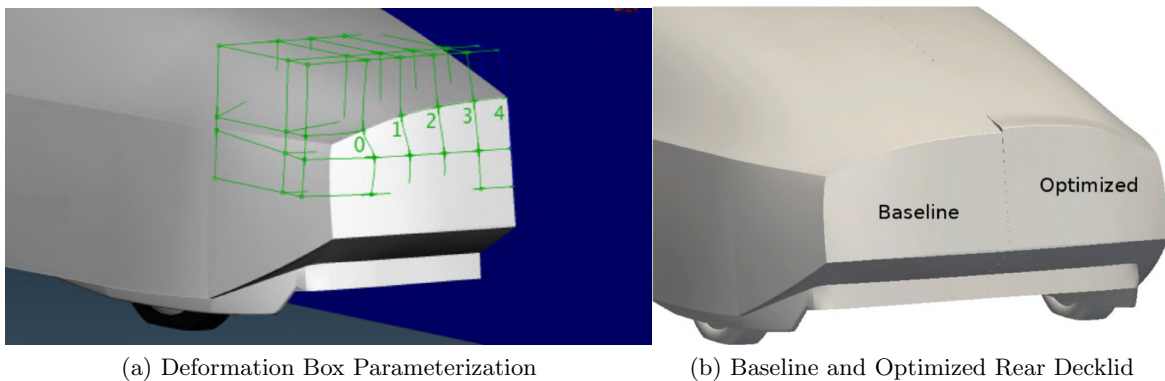 0 1 2 3 4
Baseline
Optimized
(a) Deformation Box Parameterization
(b) Baseline and Optimized Rear Decklid